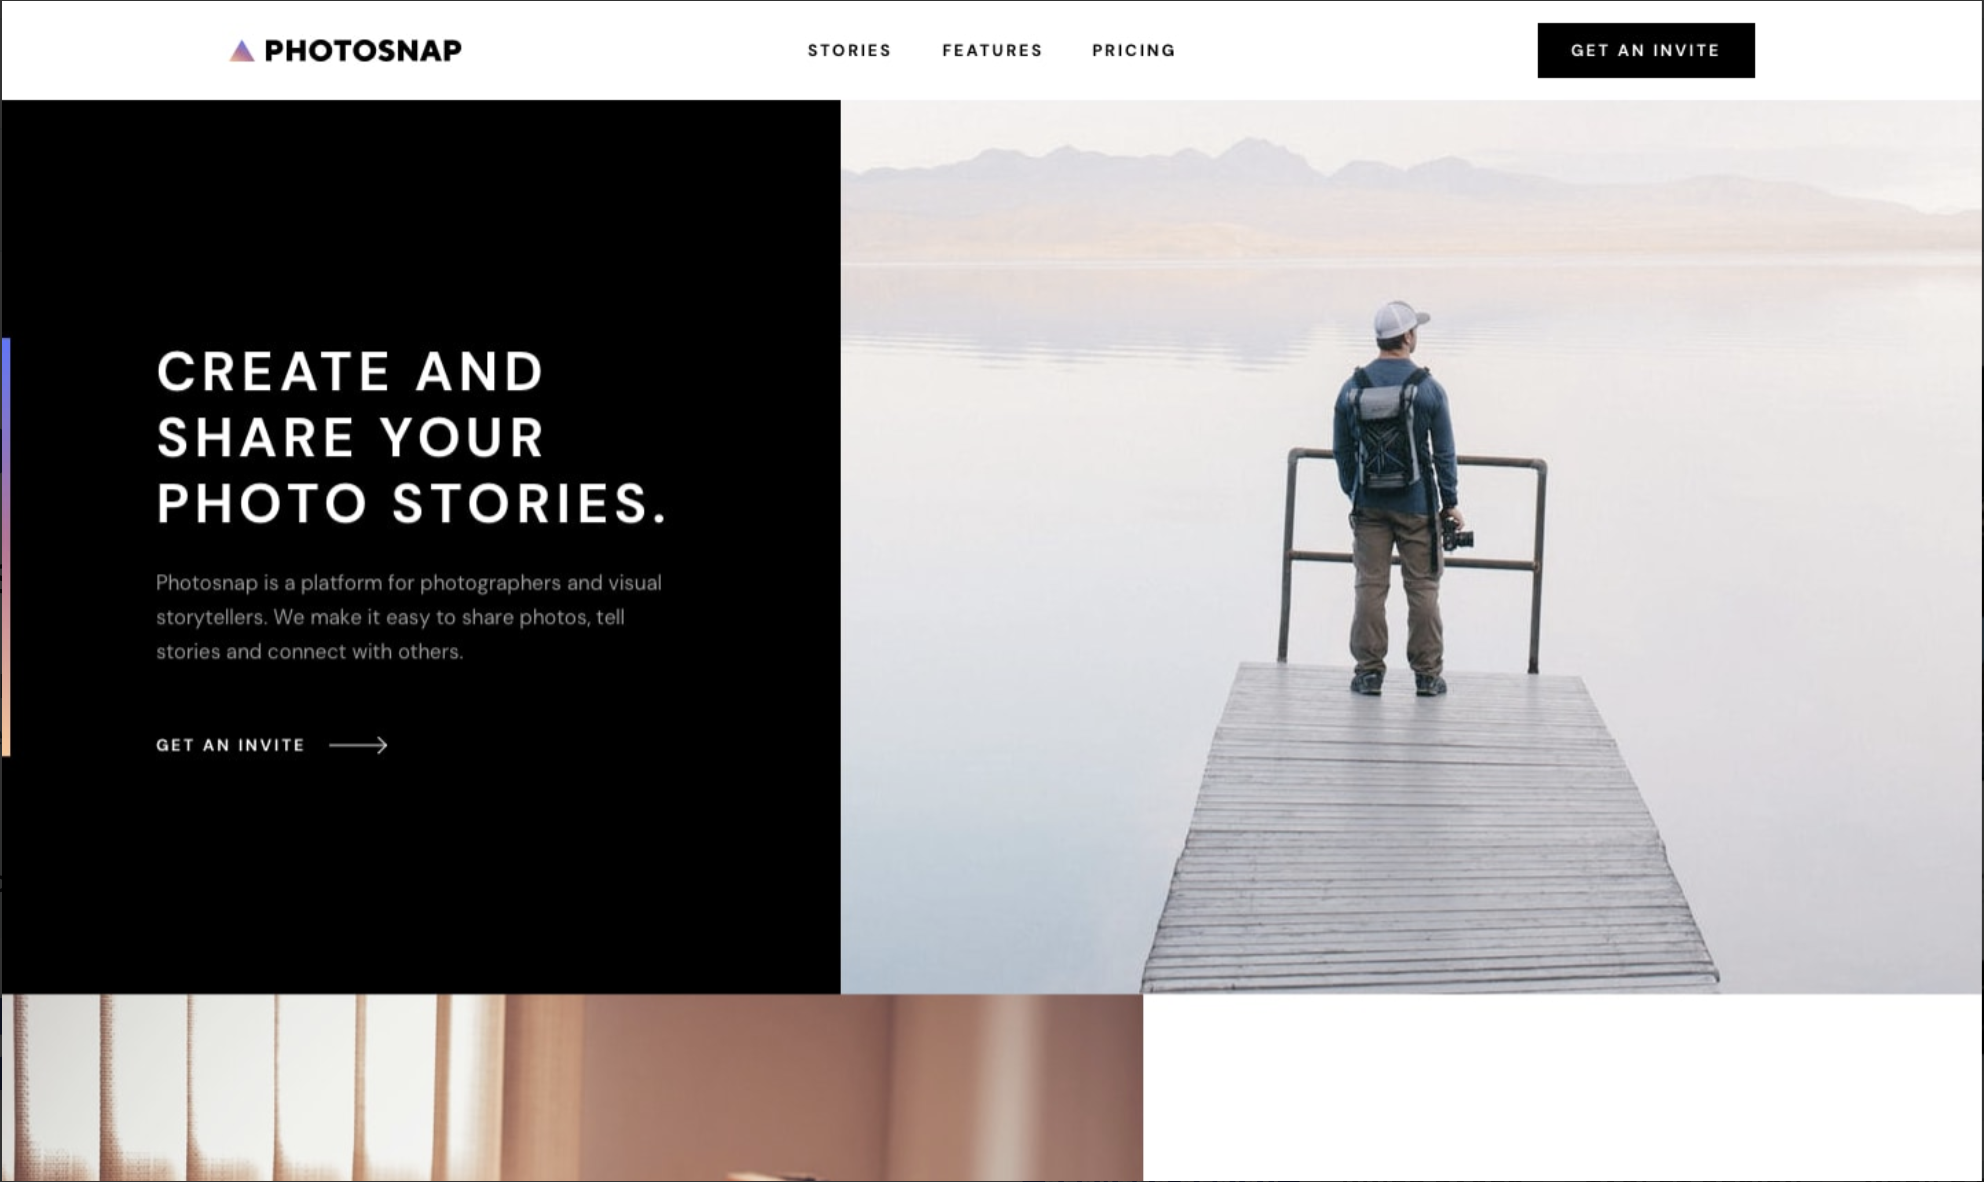 PHOTOSNAP
STORIES
FEATURES
PRICING
GET AN INVITE
CREATE AND
SHARE YOUR
PHOTO STORIES.
Photosnap is a platform for photographers and visual
storytellers. We make it easy to share photos, tell
stories and connect with others.
GET AN INVITE